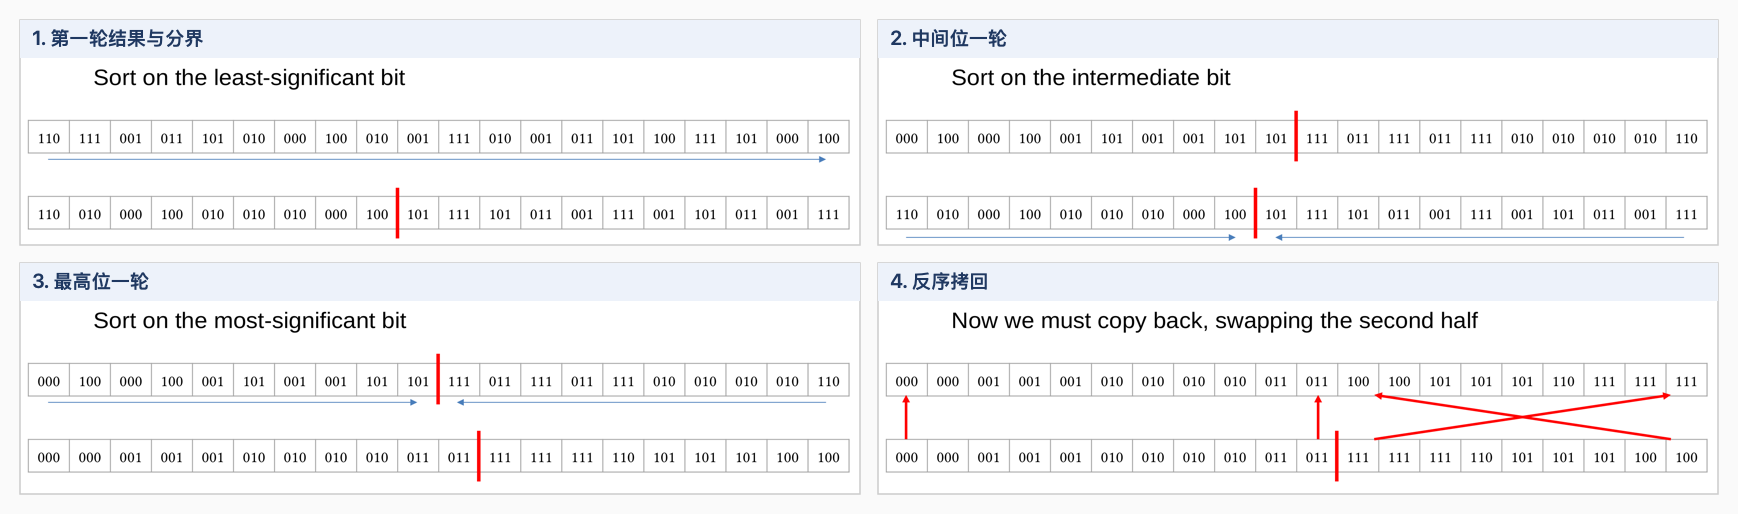 1. 第一轮结果与分界
Sort on the least-significant bit
110 111 001 011 101 010 000 100 010 001 111 010 001 011 101 100 111 101 000 100
110 010 000 100 010 010 010 000 100 101 111 101 011 001 111 001 101 011 001 111
2. 中间位一轮
Sort on the intermediate bit
000 100 000 100 001 101 001 001 101 101 111 011 111 011 111 010 010 010 010 110
110 010 000 100 010 010 010 000 100 101 111 101 011 001 111 001 101 011 001 111
3. 最高位一轮
Sort on the most-significant bit
000 100 000 100 001 101 001 001 101 101 111 011 111 011 111 010 010 010 010 110
000 000 001 001 001 010 010 010 010 011 011 111 111 111 110 101 101 101 100 100
4. 反序拷回
Now we must copy back, swapping the second half
000 000 001 001 001 010 010 010 010 011 011 100 100 101 101 101 110 111 111 111
000 000 001 001 001 010 010 010 010 011 011 111 111 111 110 101 101 101 100 100